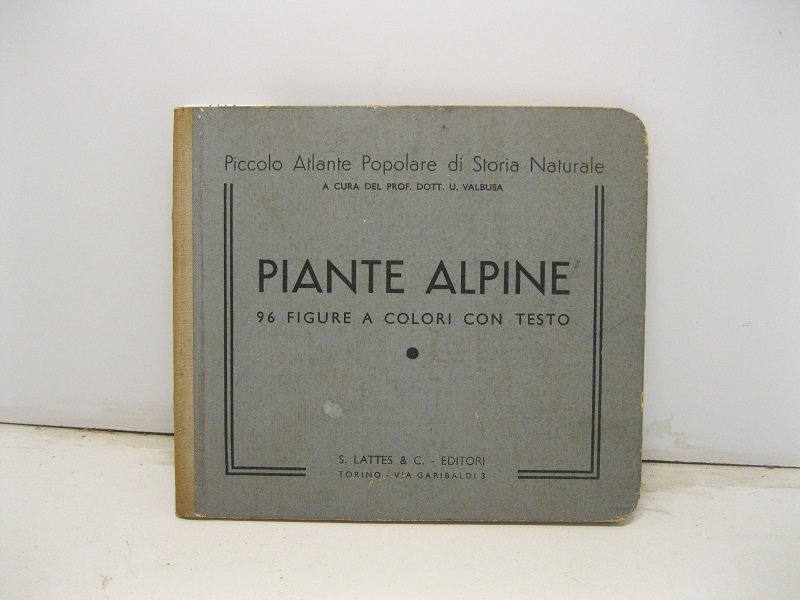 Piccolo Atlante Popolare di Storia Naturale
A CURA DEL PROF. DOTT. U. VALBUSA
PIANTE ALPINE
96 FIGURE A COLORI CON TESTO
S. LATTES & C. - EDITORI
TORINO - VIA GARIBALDI 3